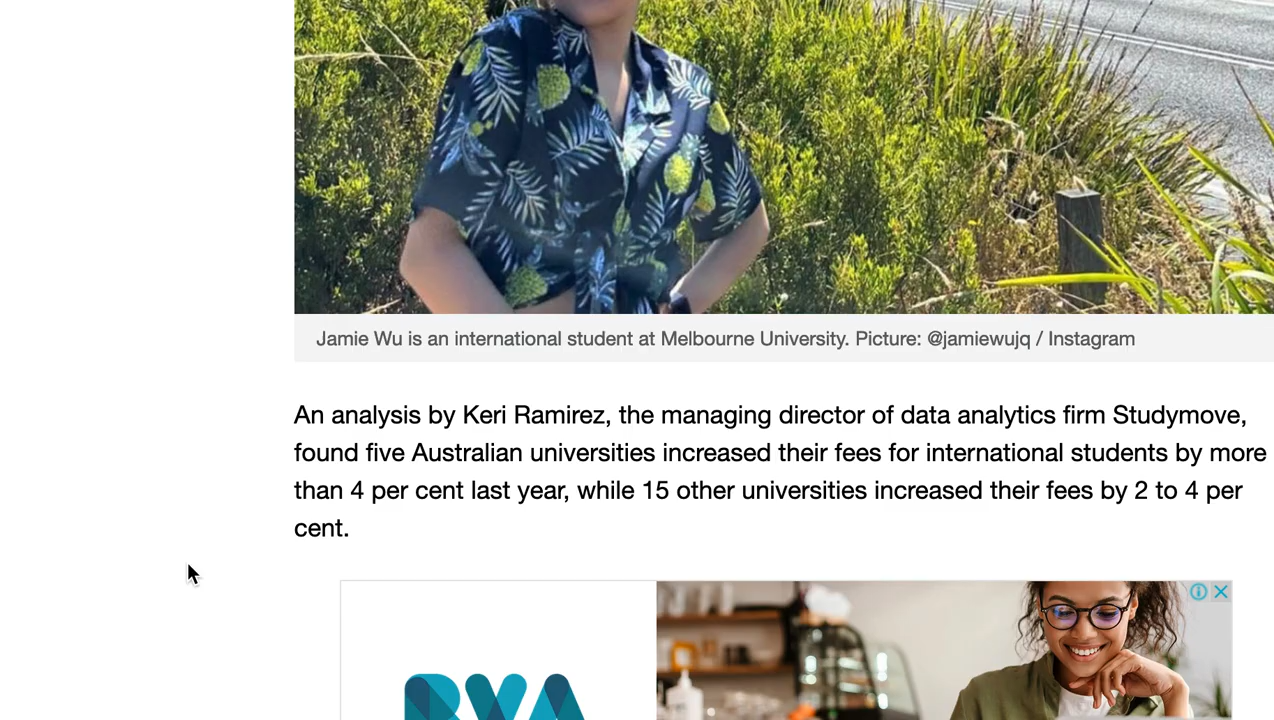 Jamie Wu is an international student at Melbourne University. Picture: @jamiewujq / Instagram
An analysis by Keri Ramirez, the managing director of data analytics firm Studymove,
found five Australian universities increased their fees for international students by more
than 4 per cent last year, while 15 other universities increased their fees by 2 to 4 per
cent.